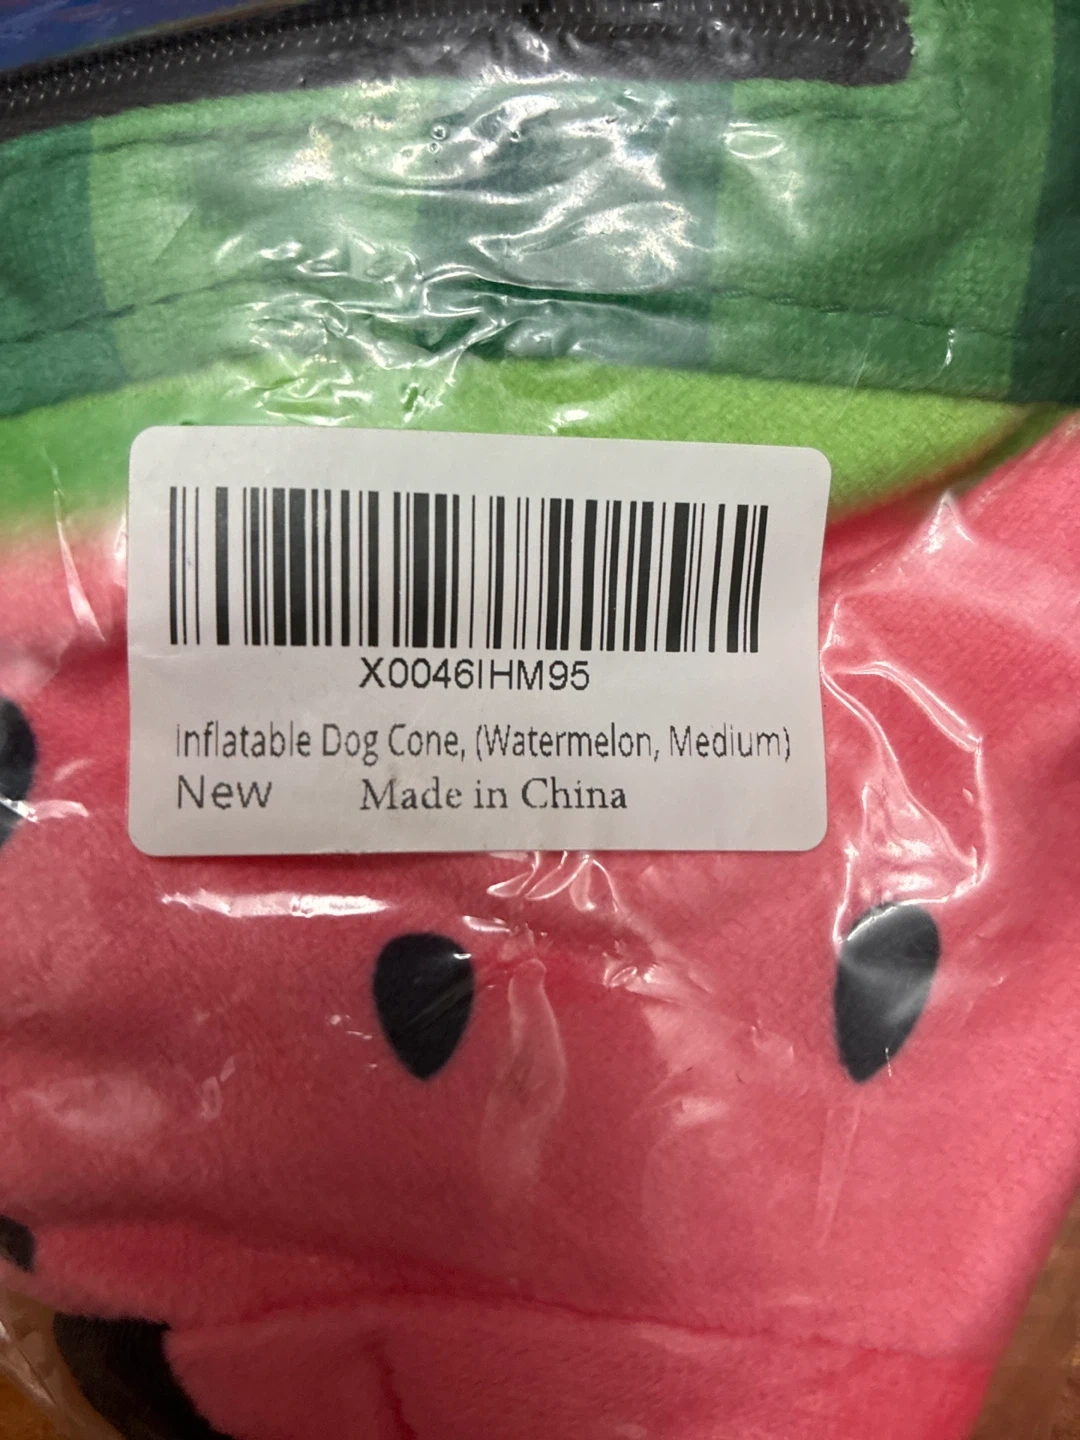 X0046IHM95
Inflatable Dog Cone, (Watermelon, Medium)
New Made in China